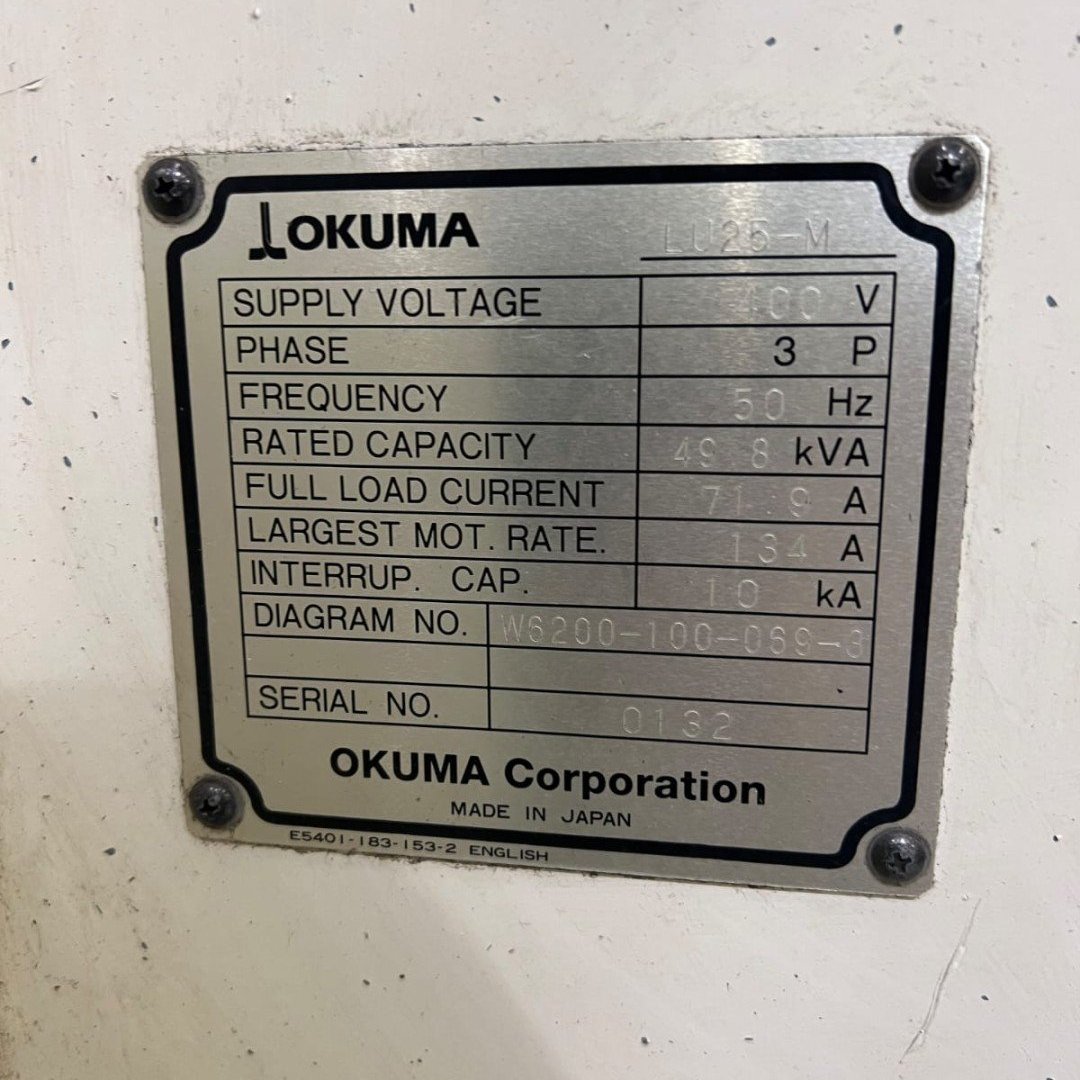 OKUMA LU25-M
SUPPLY VOLTAGE 400 V
PHASE 3 P
FREQUENCY 50 Hz
RATED CAPACITY 49.8 kVA
FULL LOAD CURRENT 71.9 A
LARGEST MOT. RATE. 134 A
INTERRUP. CAP. 10 kA
DIAGRAM NO. W6200-100-069-3
SERIAL NO. 0132
OKUMA Corporation
MADE IN JAPAN
E5401-183-153-2 ENGLISH